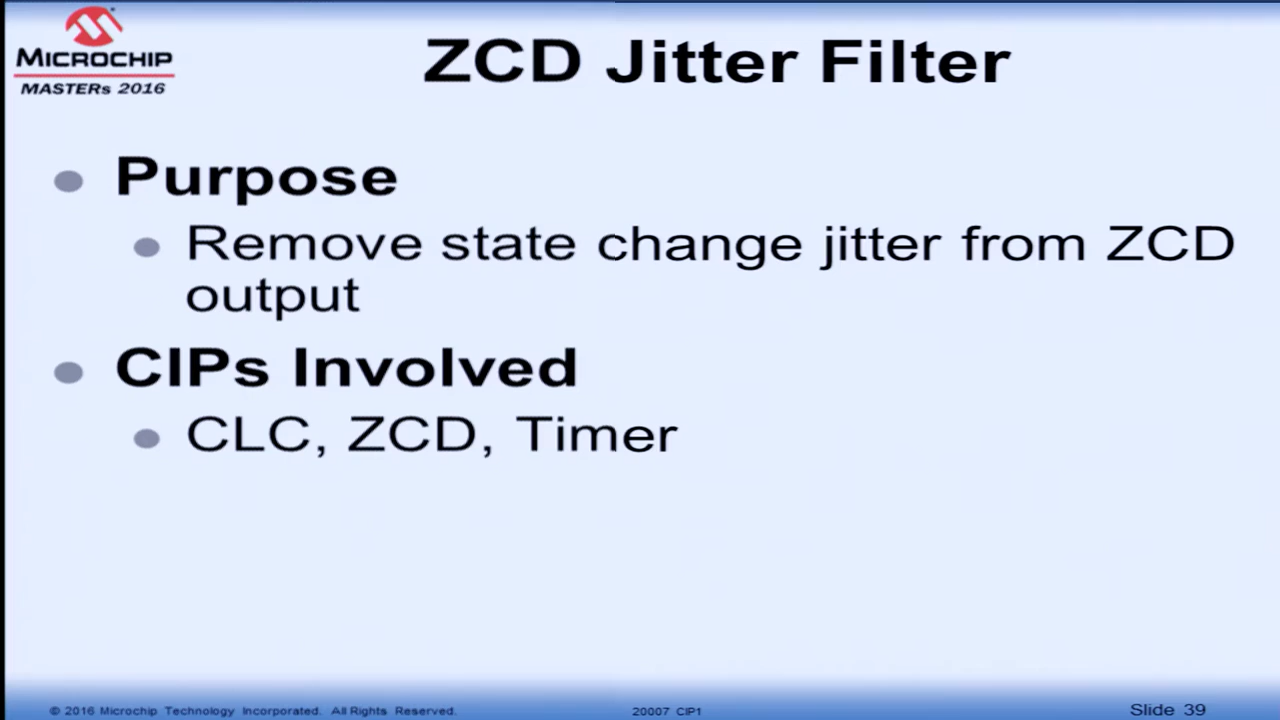 MICROCHIP
MASTERs 2016
ZCD Jitter Filter
Purpose
Remove state change jitter from ZCD
output
CIPs Involved
CLC, ZCD, Timer
© 2016 Microchip Technology Incorporated. All Rights Reserved.
20007 CIP1
Slide 39